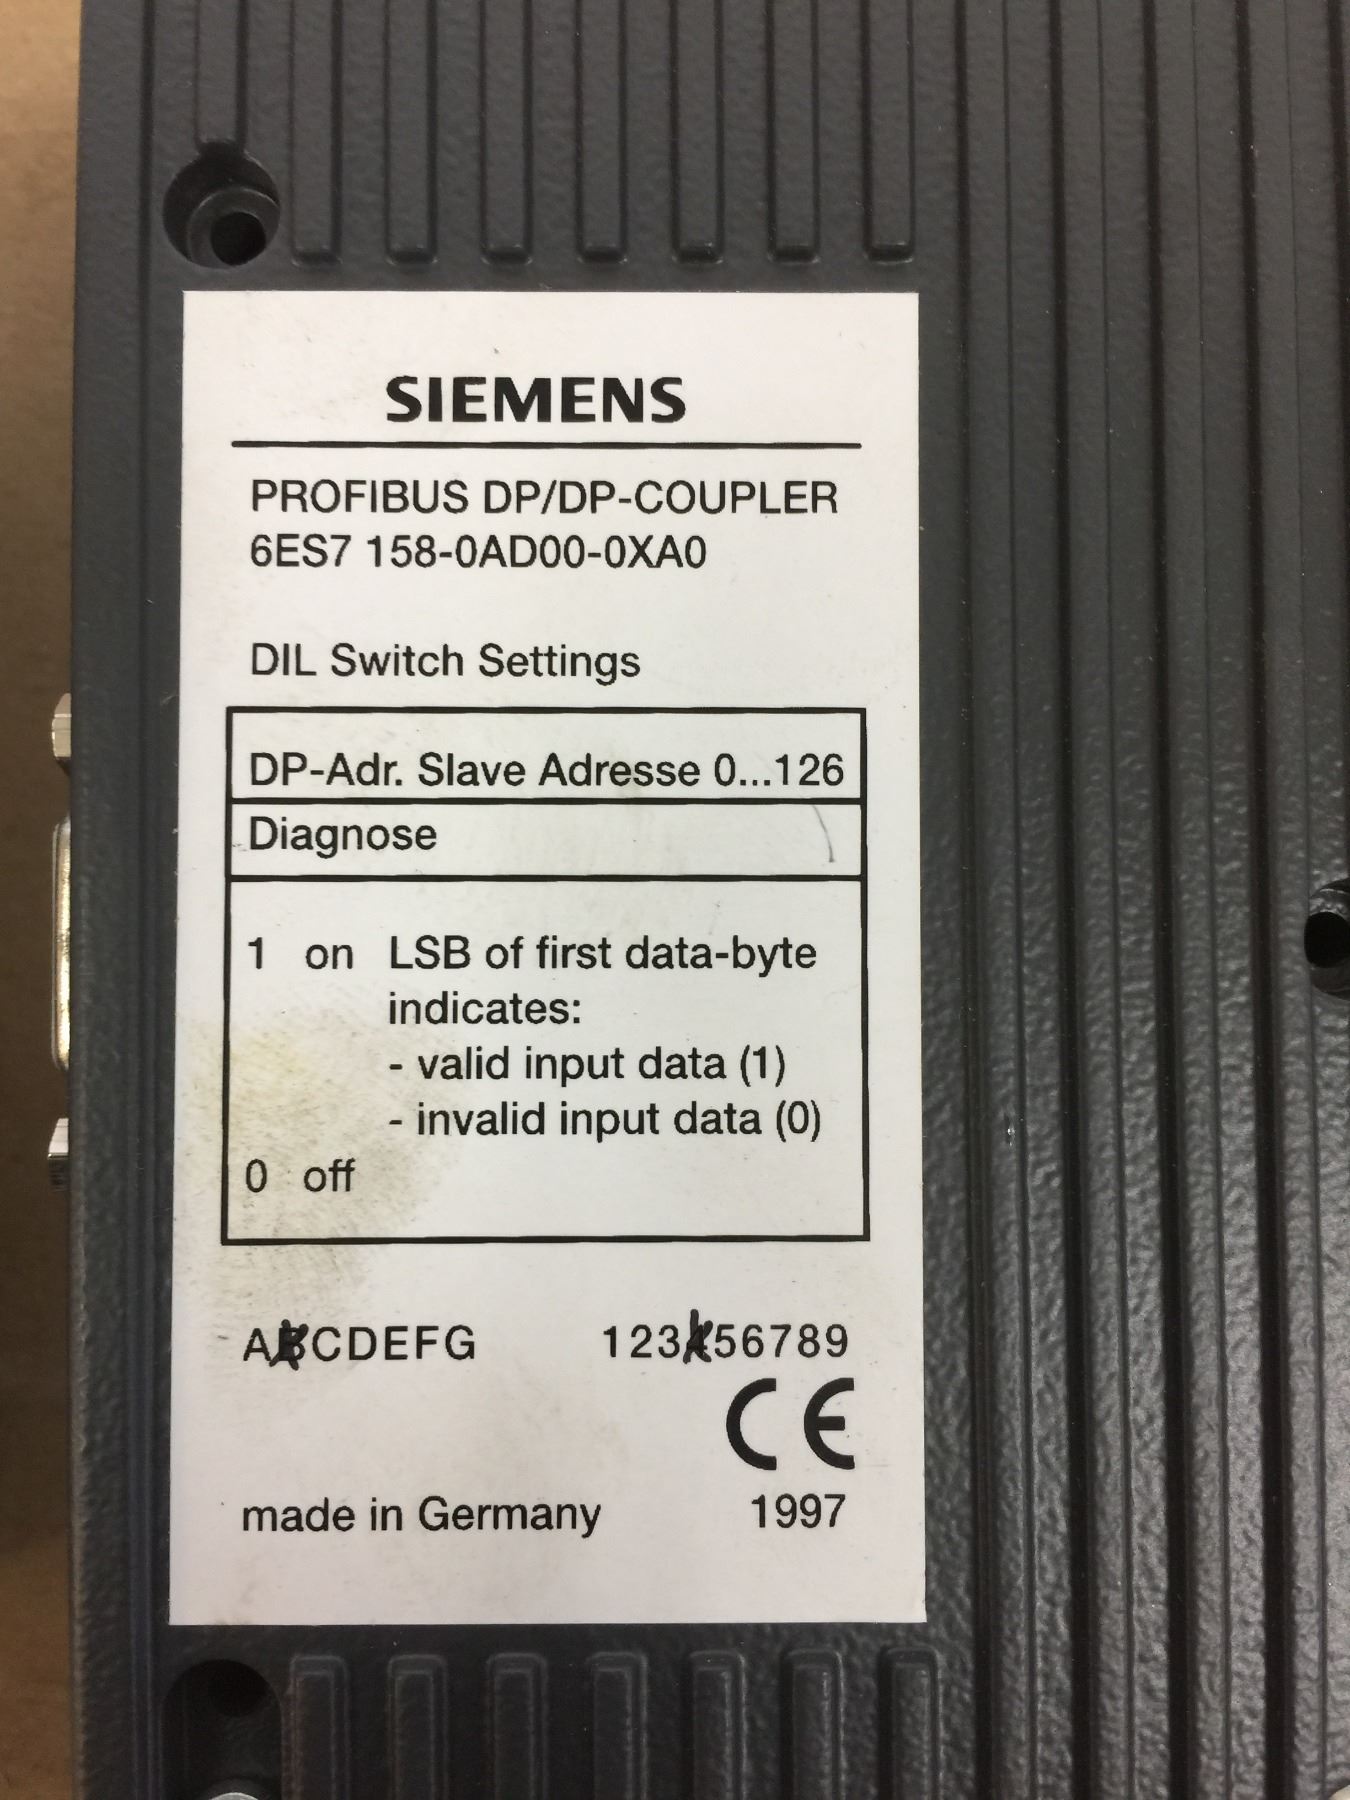 SIEMENS
PROFIBUS DP/DP-COUPLER
6ES7 158-0AD00-0XA0
DIL Switch Settings
DP-Adr. Slave Adresse 0...126
Diagnose
1 on LSB of first data-byte
indicates:
- valid input data (1)
- invalid input data (0)
0 off
ABCDEFG 123456789
CE
made in Germany 1997